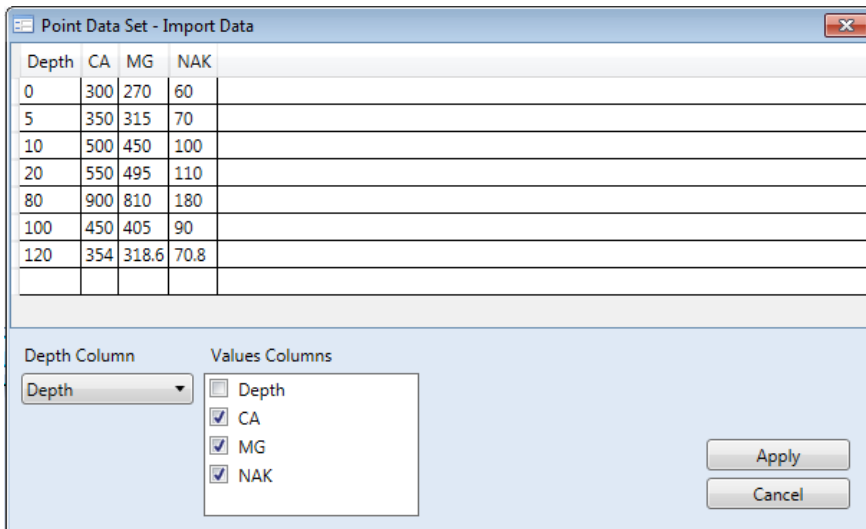 Point Data Set - Import Data
Depth CA MG NAK
0 300 270 60
5 350 315 70
10 500 450 100
20 550 495 110
80 900 810 180
100 450 405 90
120 354 318.6 70.8
Depth Column Values Columns
Depth Depth
CA
MG
NAK
Apply
Cancel